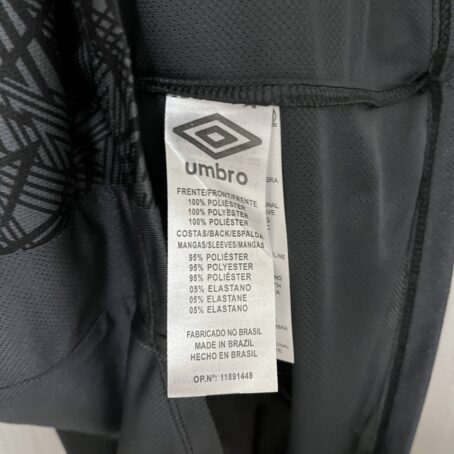 umbro
FRENTE/FRONT/FRENTE
100% POLIÉSTER
100% POLYESTER
100% POLIÉSTER
COSTAS/BACK/ESPALDA
MANGAS/SLEEVES/MANGAS
95% POLIÉSTER
95% POLYESTER
95% POLIÉSTER
05% ELASTANO
05% ELASTANE
05% ELASTANO
FABRICADO NO BRASIL
MADE IN BRAZIL
HECHO EN BRASIL
OP.Nº: 11891449